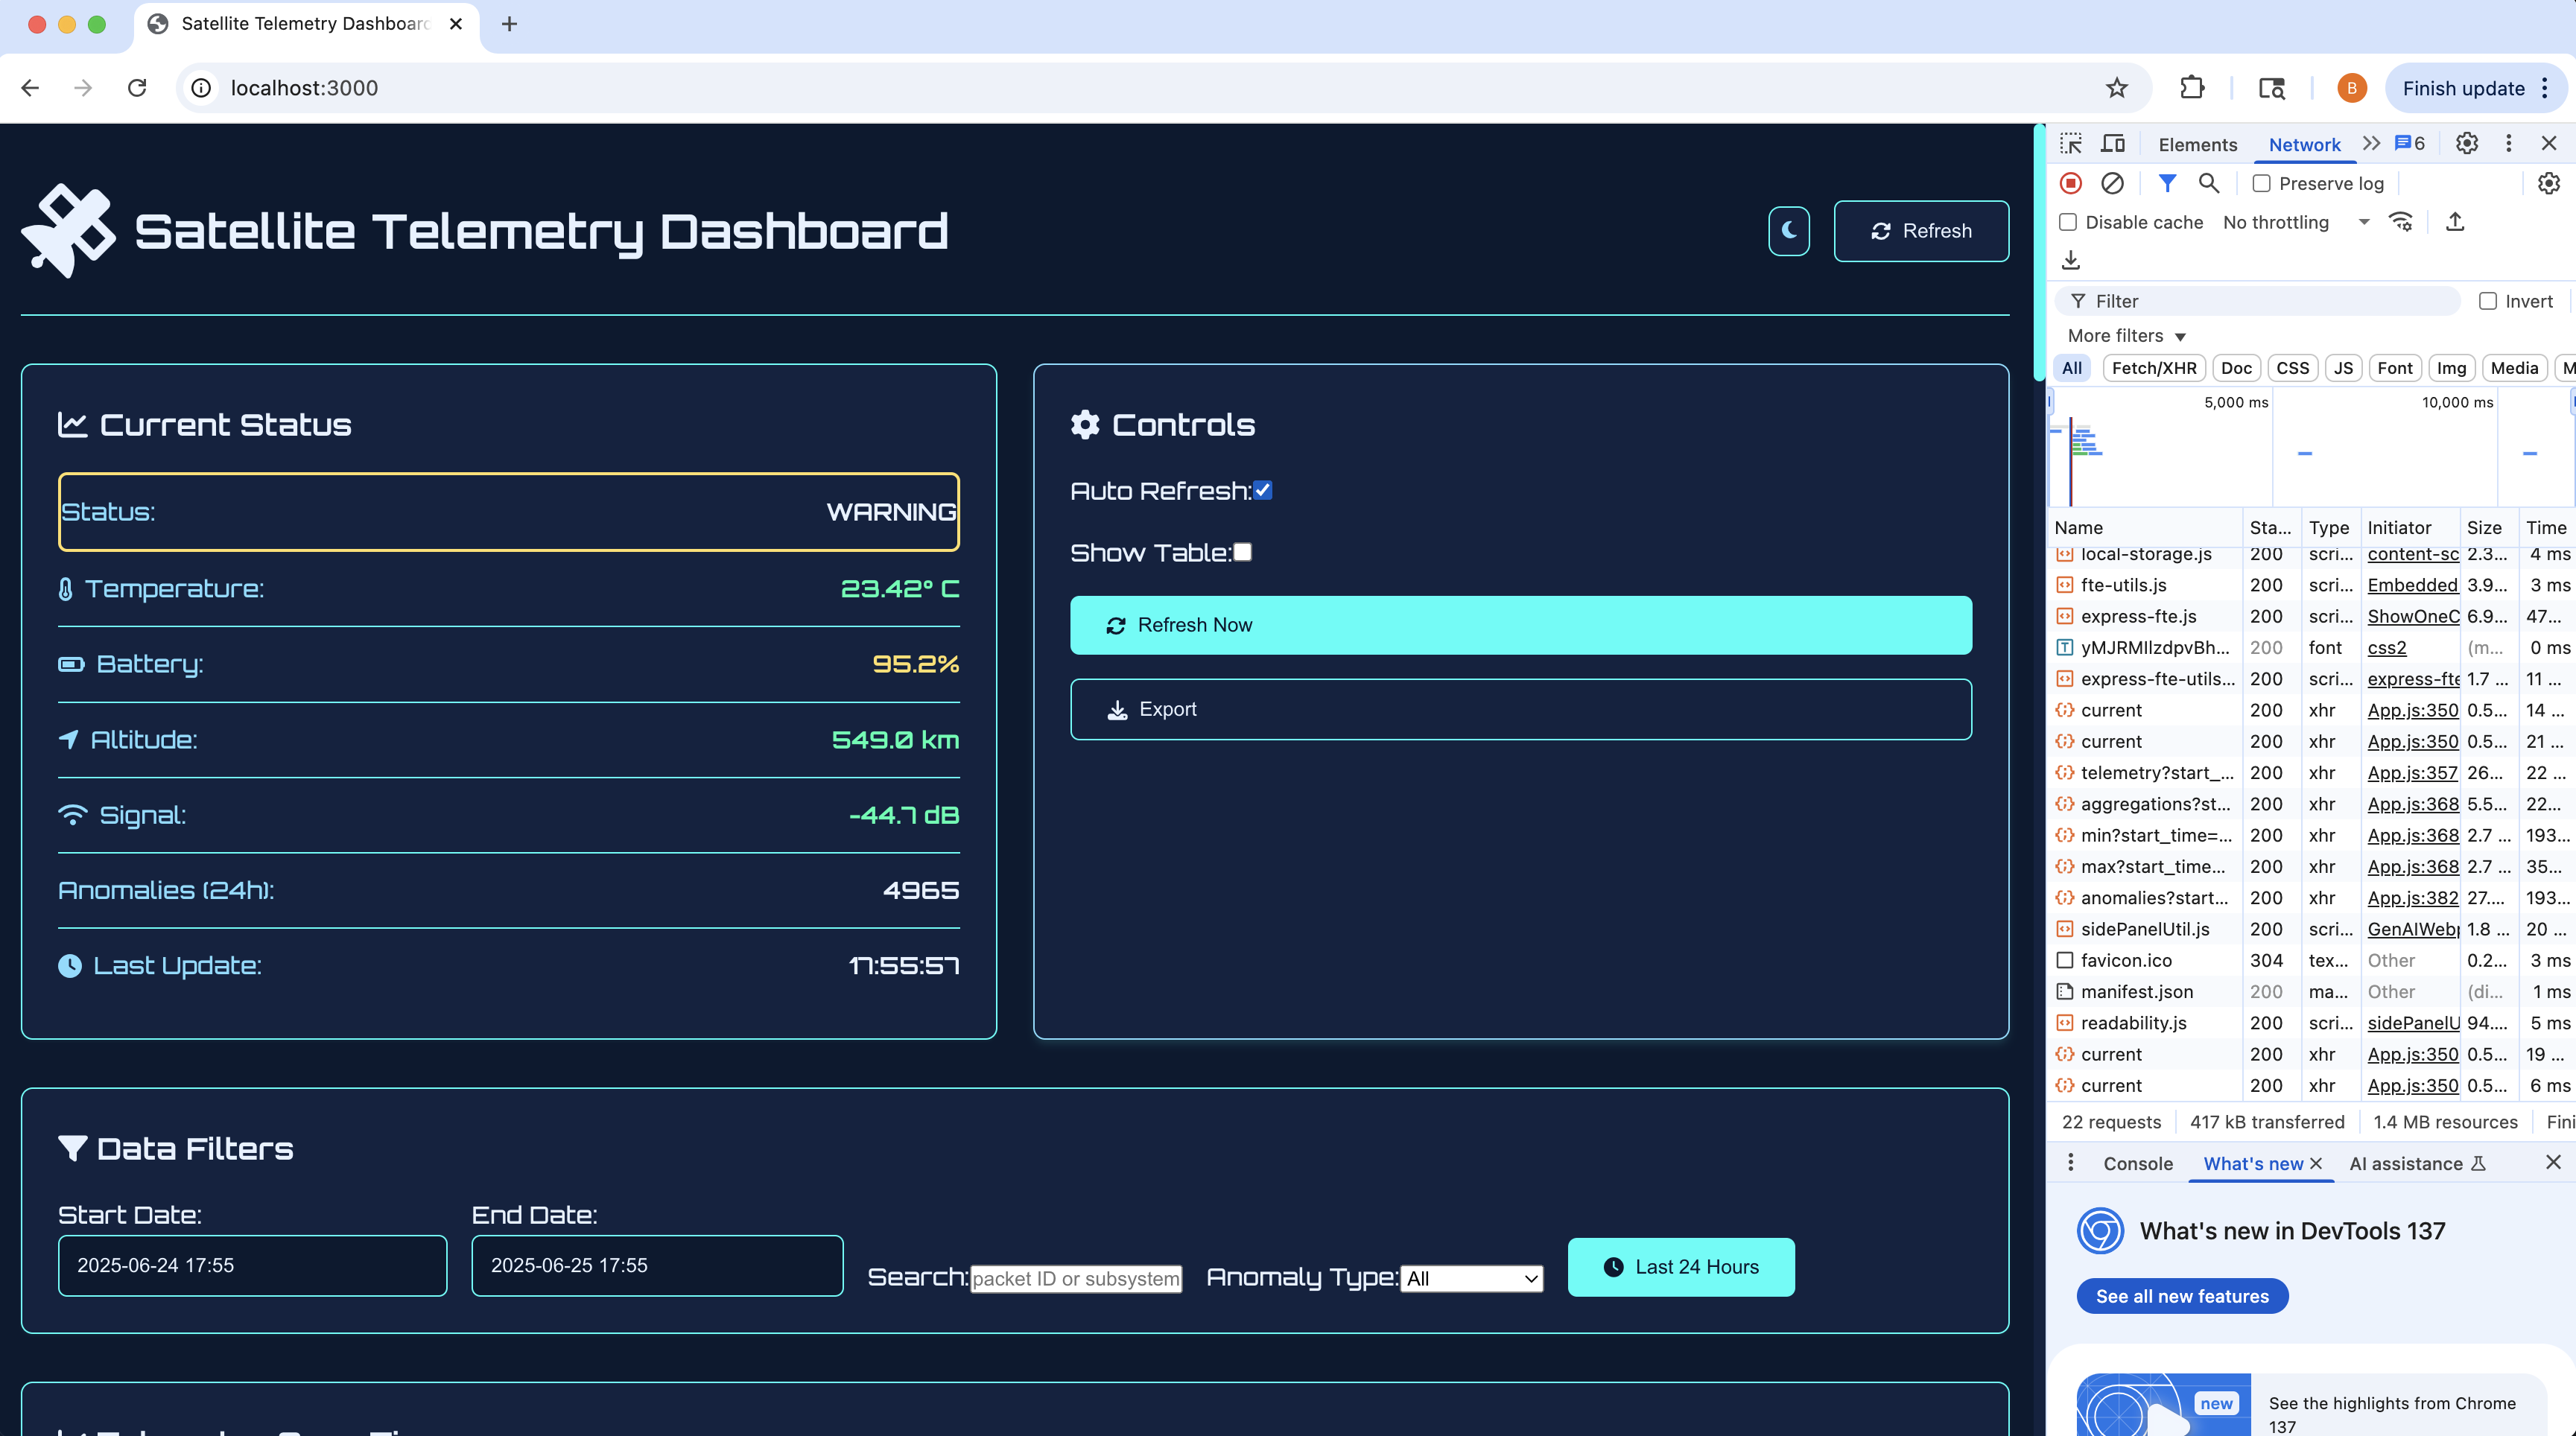 Satellite Telemetry Dashboard
localhost:3000
B
Finish update
Satellite Telemetry Dashboard
Refresh
Current Status
Status: WARNING
Temperature: 23.42° C
Battery: 95.2%
Altitude: 549.0 km
Signal: -44.7 dB
Anomalies (24h): 4965
Last Update: 17:55:57
Controls
Auto Refresh:
Show Table:
Refresh Now
Export
Data Filters
Start Date:
2025-06-24 17:55
End Date:
2025-06-25 17:55
Search: packet ID or subsystem
Anomaly Type: All
Last 24 Hours
Elements Network 6
Preserve log
Disable cache No throttling
Filter Invert
More filters
All Fetch/XHR Doc CSS JS Font Img Media M
5,000 ms 10,000 ms
Name Sta... Type Initiator Size Time
local-storage.js 200 scri... content-sc 2.3... 4 ms
fte-utils.js 200 scri... Embedded 3.9... 3 ms
express-fte.js 200 scri... ShowOneC 6.9... 47...
yMJRMIlzdpvBh... 200 font css2 (m... 0 ms
express-fte-utils... 200 scri... express-fte 1.7 ... 11 ...
current 200 xhr App.js:350 0.5... 14 ...
current 200 xhr App.js:350 0.5... 21 ...
telemetry?start_... 200 xhr App.js:357 26... 22 ...
aggregations?st... 200 xhr App.js:368 5.5... 22...
min?start_time=... 200 xhr App.js:368 2.7 ... 193...
max?start_time... 200 xhr App.js:368 2.7 ... 35...
anomalies?start... 200 xhr App.js:382 27.... 193...
sidePanelUtil.js 200 scri... GenAIWebp 1.8 ... 20 ...
favicon.ico 304 tex... Other 0.2... 3 ms
manifest.json 200 ma... Other (di... 1 ms
readability.js 200 scri... sidePanelU 94.... 5 ms
current 200 xhr App.js:350 0.5... 19 ...
current 200 xhr App.js:350 0.5... 6 ms
22 requests 417 kB transferred 1.4 MB resources Fini
Console What's new AI assistance
What's new in DevTools 137
See all new features
new
See the highlights from Chrome
137